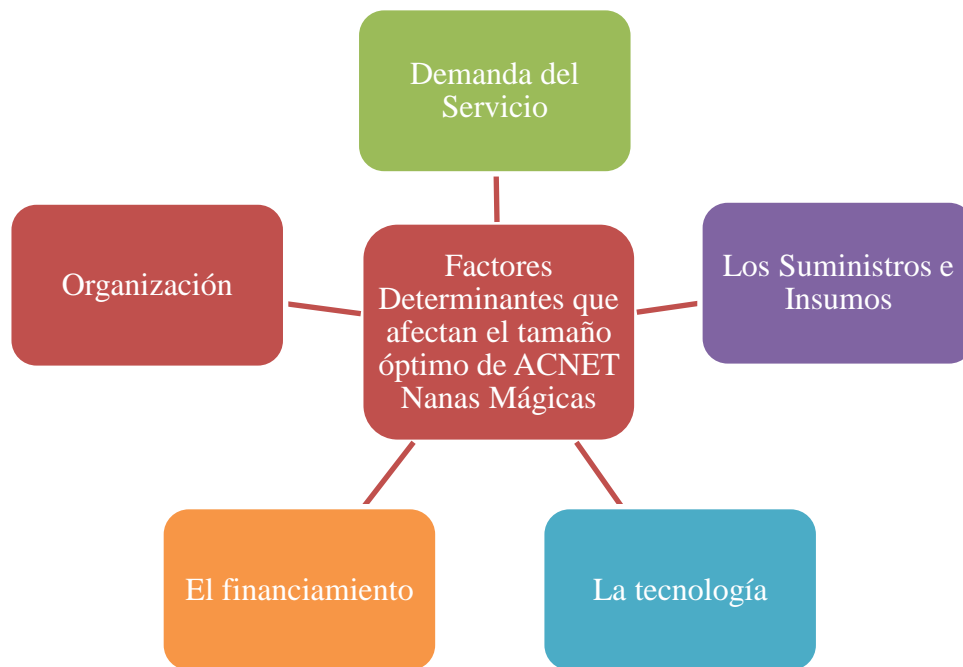 Demanda del
Servicio
Organización
Factores
Determinantes que
afectan el tamaño
óptimo de ACNET
Nanas Mágicas
Los Suministros e
Insumos
El financiamiento
La tecnología